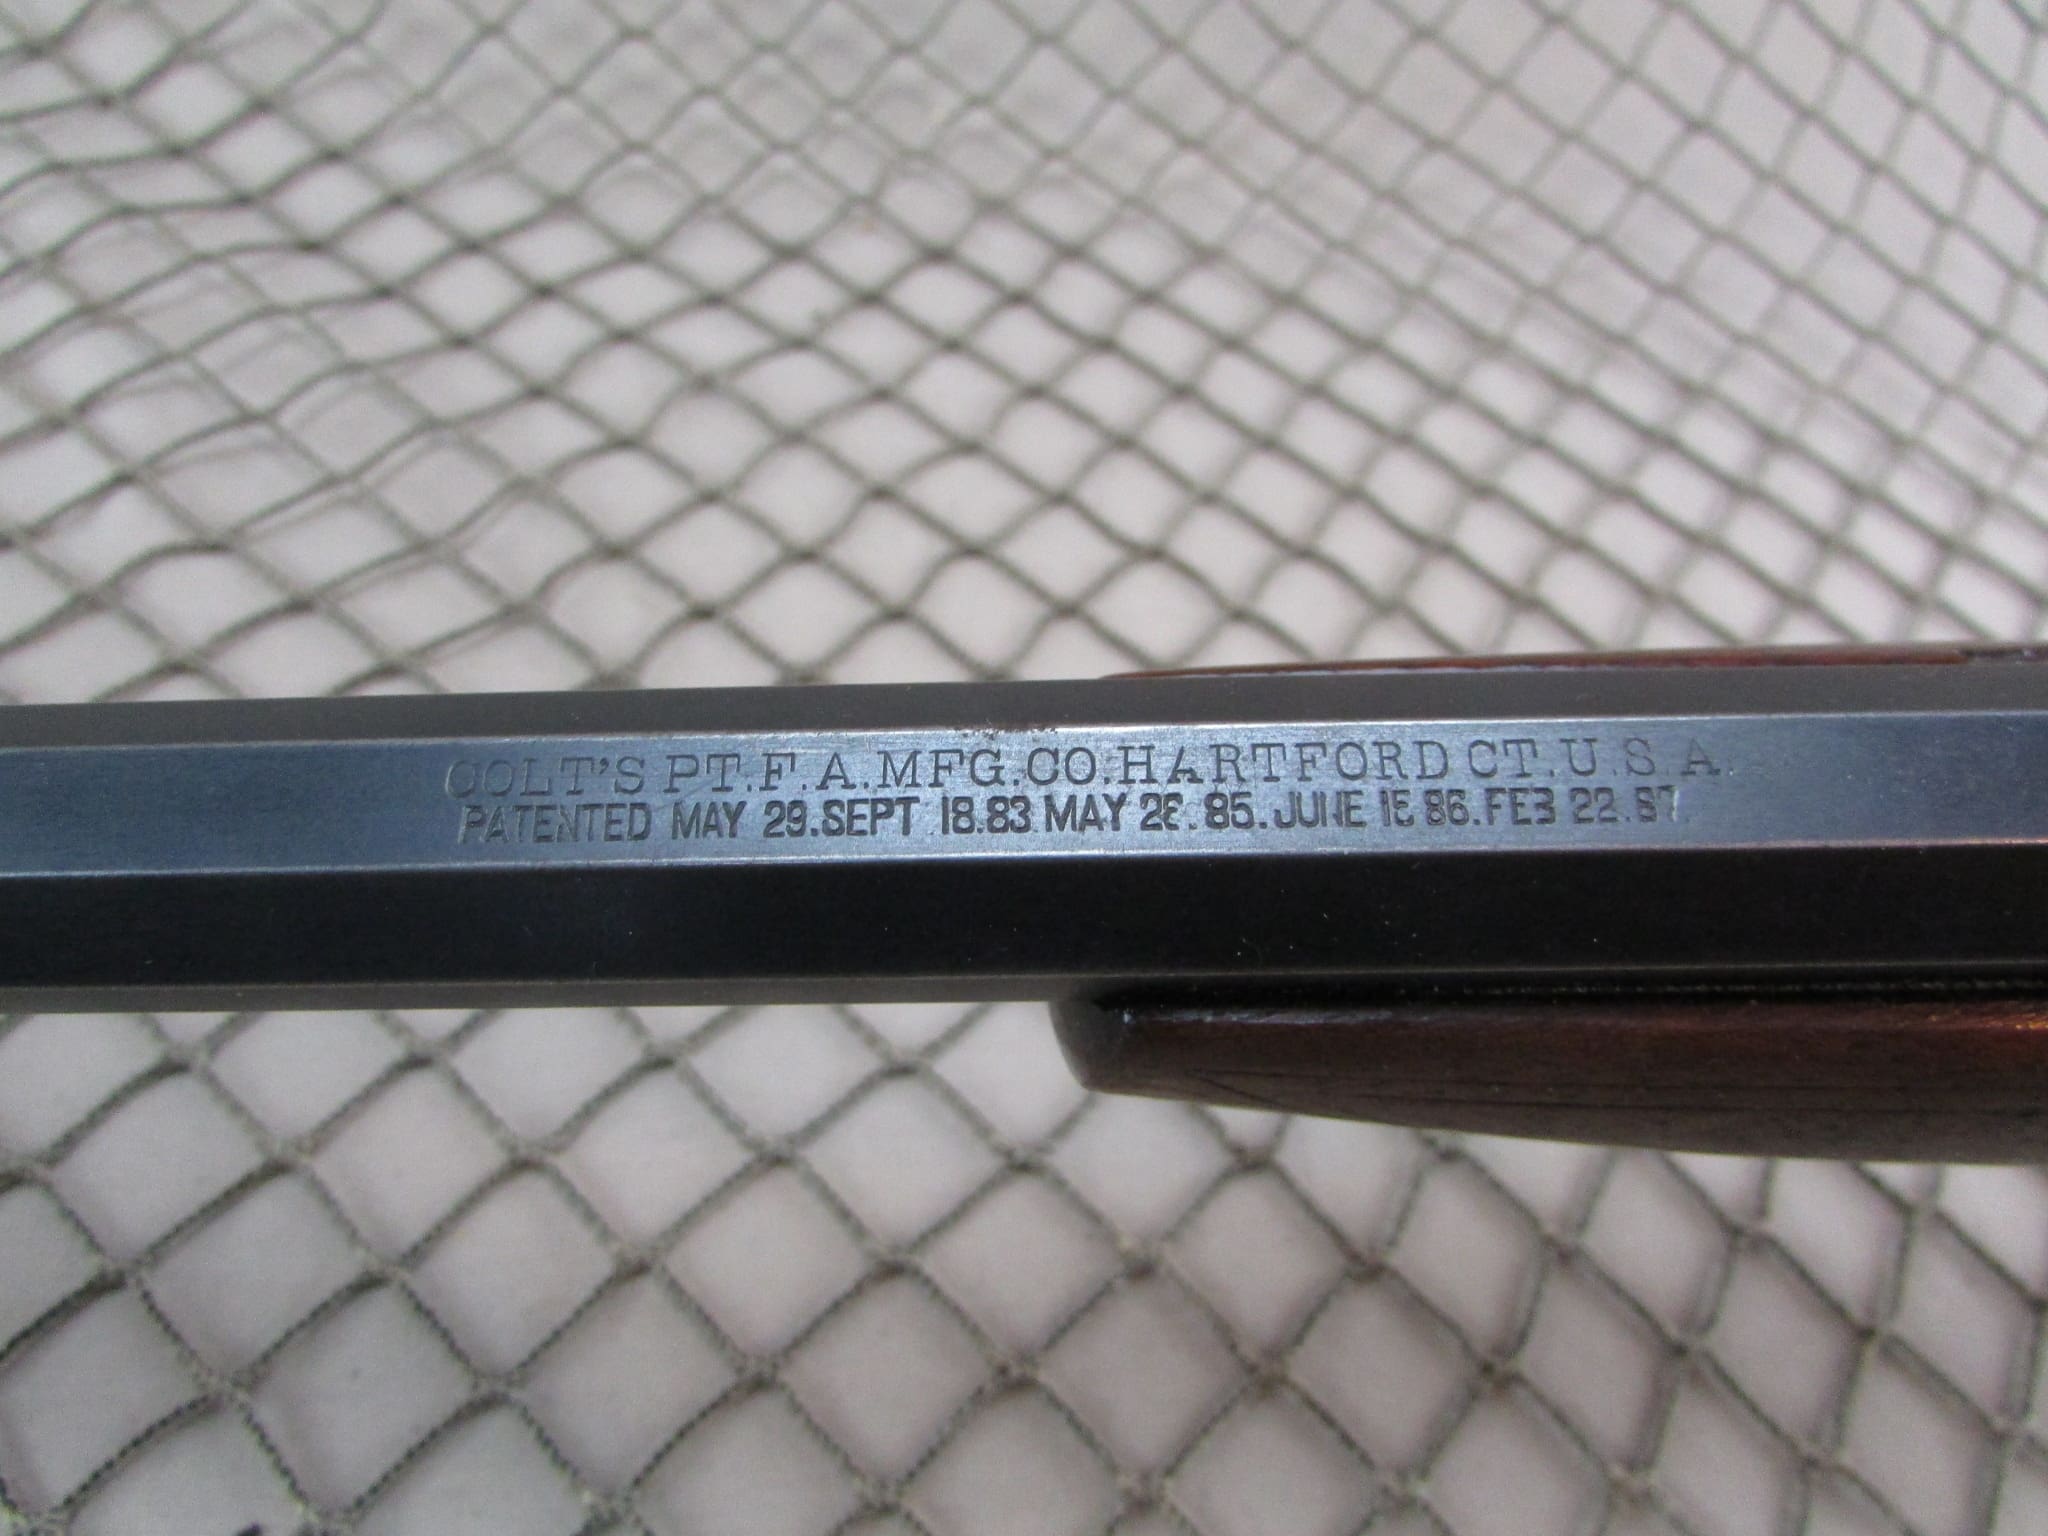 COLT'S PT.F.A.MFG.CO.HARTFORD CT.U.S.A.
PATENTED MAY 29.SEPT 18.83.MAY 26.85.JUNE 15 86.FEB 22.87.